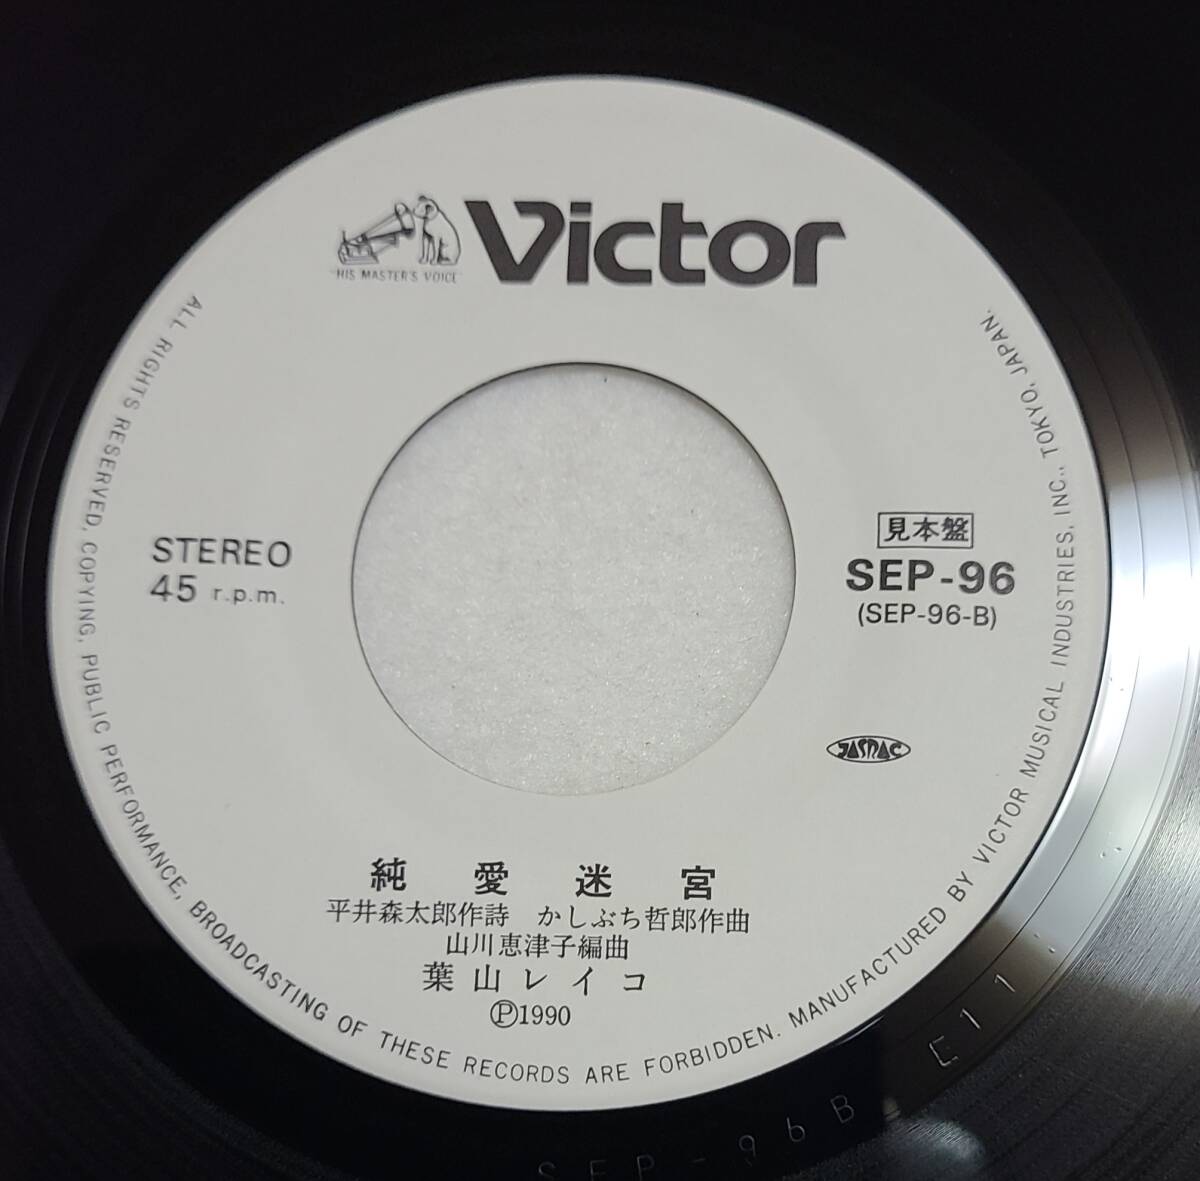 HIS MASTER'S VOICE
Victor
STEREO
45 r.p.m.
見本盤
SEP-96
(SEP-96-B)
JASRAC
純愛迷宮
平井森太郎作詩 かしぶち哲郎作曲
山川恵津子編曲
葉山レイコ
Ⓟ1990
ALL RIGHTS RESERVED, COPYING, PUBLIC PERFORMANCE, BROADCASTING OF THESE RECORDS ARE FORBIDDEN. MANUFACTURED BY VICTOR MUSICAL INDUSTRIES, INC., TOKYO, JAPAN.
SEP-96B E11